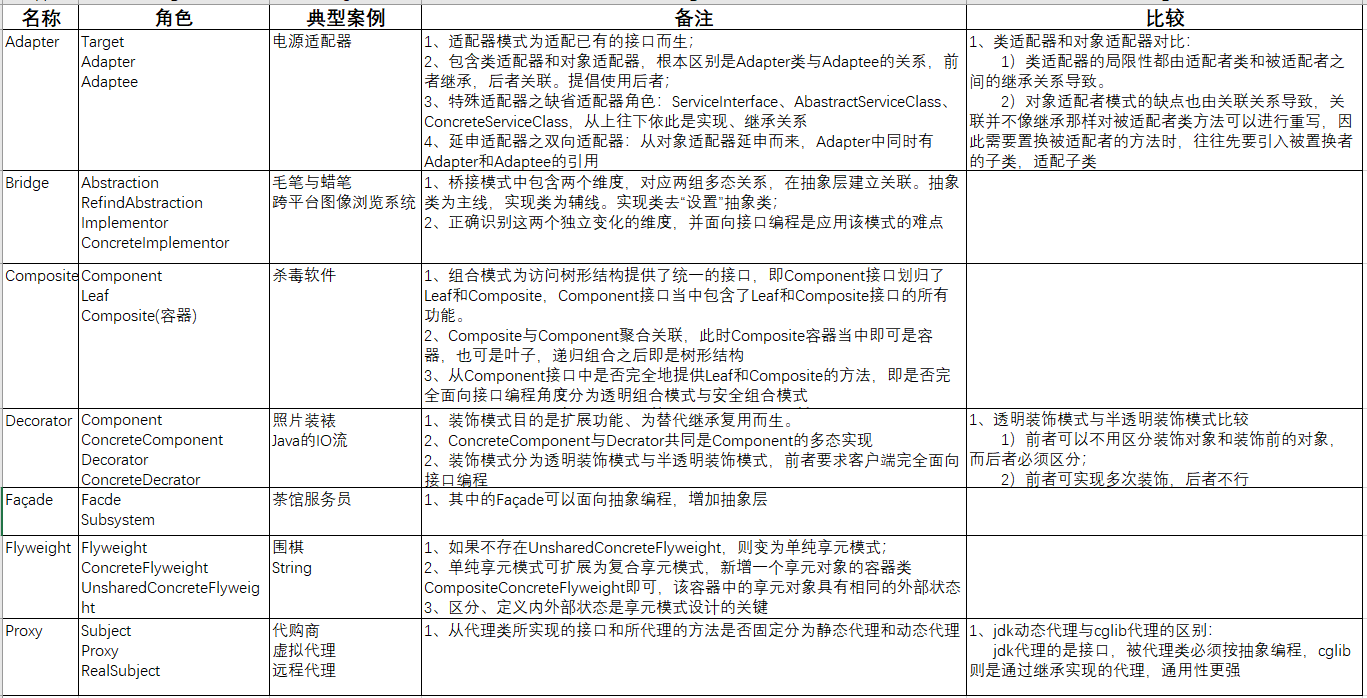 名称 角色 典型案例 备注 比较
Adapter
Target
Adapter
Adaptee
电源适配器
1、适配器模式为适配已有的接口而生；
2、包含类适配器和对象适配器，根本区别是Adapter类与Adaptee的关系，前
者继承，后者关联。提倡使用后者；
3、特殊适配器之缺省适配器角色：ServiceInterface、AbastractServiceClass、
ConcreteServiceClass，从上往下依此是实现、继承关系
4、延申适配器之双向适配器：从对象适配器延申而来，Adapter中同时有
Adapter和Adaptee的引用
1、类适配器和对象适配器对比：
1）类适配器的局限性都由适配者类和被适配者之
间的继承关系导致。
2）对象适配者模式的缺点也由关联关系导致，关
联并不像继承那样对被适配者类方法可以进行重写，因
此需要置换被适配者的方法时，往往先要引入被置换者
的子类，适配子类
Bridge
Abstraction
RefindAbstraction
Implementor
ConcreteImplementor
毛笔与蜡笔
跨平台图像浏览系统
1、桥接模式中包含两个维度，对应两组多态关系，在抽象层建立关联。抽象
类为主线，实现类为辅线。实现类去“设置”抽象类；
2、正确识别这两个独立变化的维度，并面向接口编程是应用该模式的难点
Composite
Component
Leaf
Composite(容器)
杀毒软件
1、组合模式为访问树形结构提供了统一的接口，即Component接口划归了
Leaf和Composite，Component接口当中包含了Leaf和Composite接口的所有
功能。
2、Composite与Component聚合关联，此时Composite容器当中即可是容
器，也可是叶子，递归组合之后即是树形结构
3、从Component接口中是否完全地提供Leaf和Composite的方法，即是否完
全面向接口编程角度分为透明组合模式与安全组合模式
Decorator
Component
ConcreteComponent
Decorator
ConcreteDecrator
照片装裱
Java的IO流
1、装饰模式目的是扩展功能、为替代继承复用而生。
2、ConcreteComponent与Decrator共同是Component的多态实现
2、装饰模式分为透明装饰模式与半透明装饰模式，前者要求客户端完全面向
接口编程
1、透明装饰模式与半透明装饰模式比较
1）前者可以不用区分装饰对象和装饰前的对象，
而后者必须区分；
2）前者可实现多次装饰，后者不行
Façade
Facde
Subsystem
茶馆服务员
1、其中的Façade可以面向抽象编程，增加抽象层
Flyweight
Flyweight
ConcreteFlyweight
UnsharedConcreteFlyweig
ht
围棋
String
1、如果不存在UnsharedConcreteFlyweight，则变为单纯享元模式；
2、单纯享元模式可扩展为复合享元模式，新增一个享元对象的容器类
CompositeConcreteFlyweight即可，该容器中的享元对象具有相同的外部状态
3、区分、定义内外部状态是享元模式设计的关键
Proxy
Subject
Proxy
RealSubject
代购商
虚拟代理
远程代理
1、从代理类所实现的接口和所代理的方法是否固定分为静态代理和动态代理
1、jdk动态代理与cglib代理的区别：
jdk代理的是接口，被代理类必须按抽象编程，cglib
则是通过继承实现的代理，通用性更强